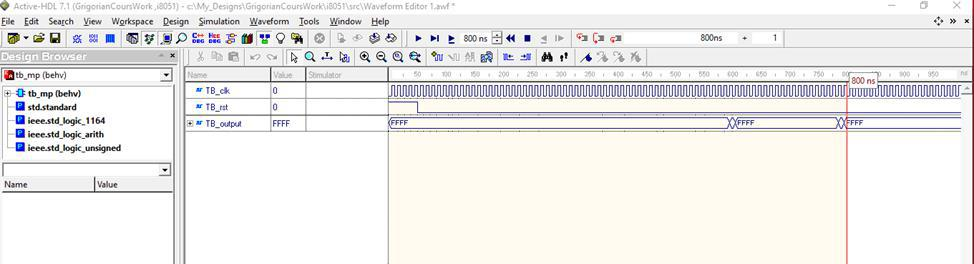 Active-HDL 7.1 (GrigorianCoursWork ,i8051) - c:\My_Designs\GrigorianCoursWork\i8051\src\Waveform Editor 1.awf *
File Edit Search View Workspace Design Simulation Waveform Tools Window Help
800 ns 800ns + 1
Design Browser
tb_mp (behv)
tb_mp (behv)
std.standard
ieee.std_logic_1164
ieee.std_logic_arith
ieee.std_logic_unsigned
Name Value
Name Value Stimulator 50 100 150 200 250 300 350 400 450 500 550 600 650 700 750 800 850 900 950 ns
800 ns
TB_clk 0
TB_rst 0
TB_output FFFF FFFF FFFF FFFF